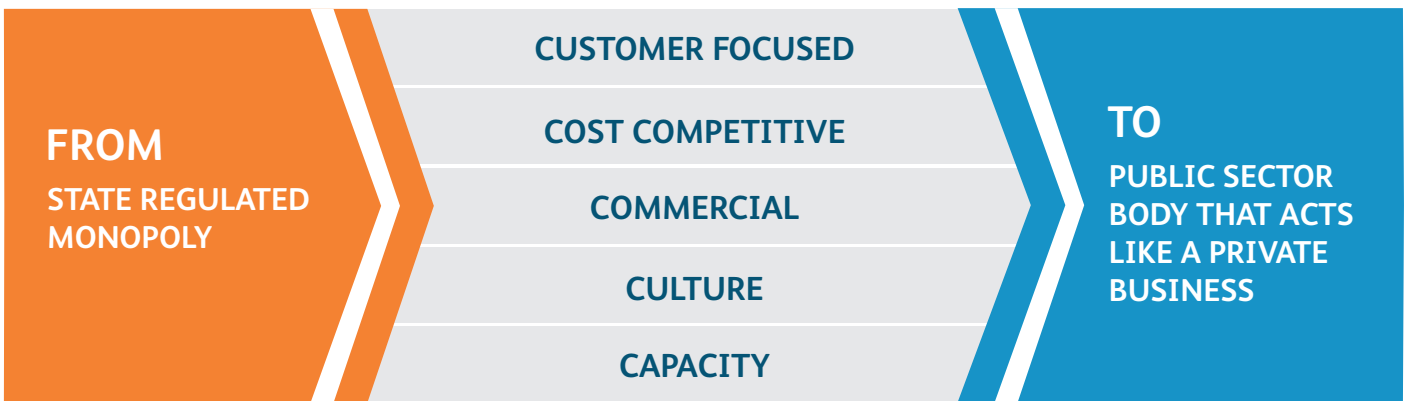 FROM
STATE REGULATED
MONOPOLY
CUSTOMER FOCUSED
COST COMPETITIVE
COMMERCIAL
CULTURE
CAPACITY
TO
PUBLIC SECTOR
BODY THAT ACTS
LIKE A PRIVATE
BUSINESS